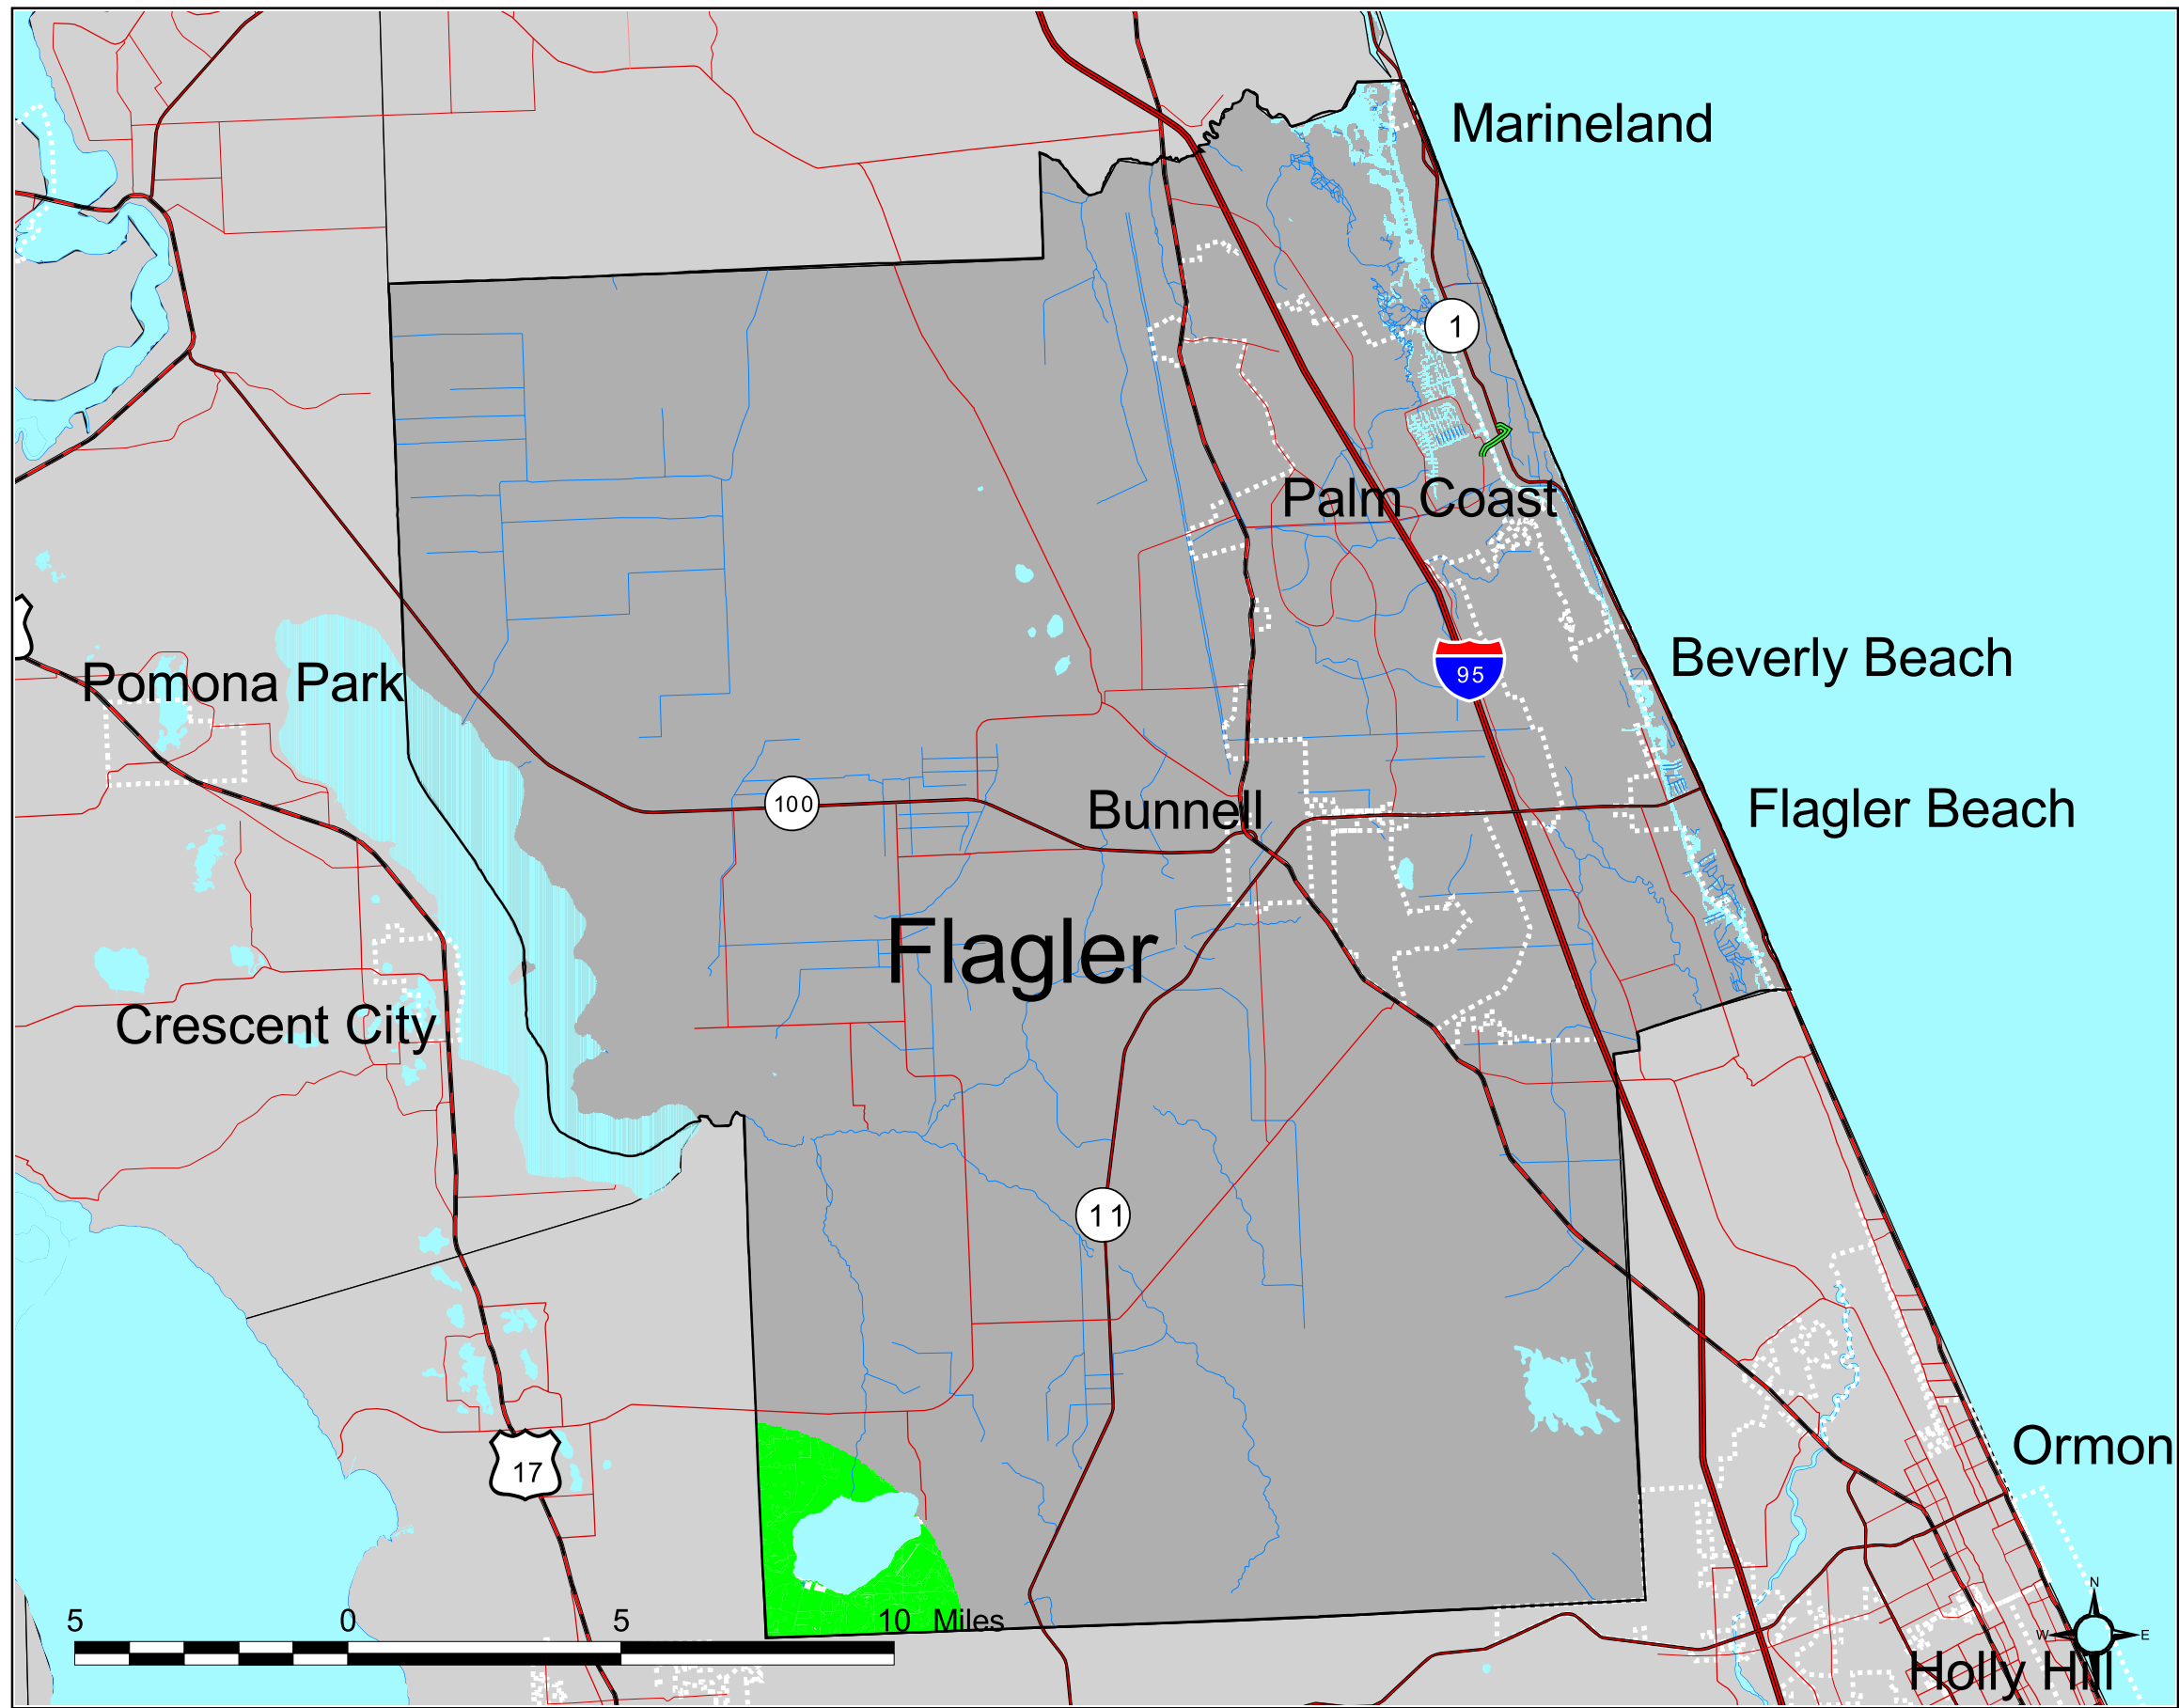 Marineland
1
Palm Coast
Beverly Beach
95
Pomona Park
100
Bunnell
Flagler Beach
Flagler
Crescent City
11
Ormon
17
5 0 5 10 Miles
N
W E
Holly Hill